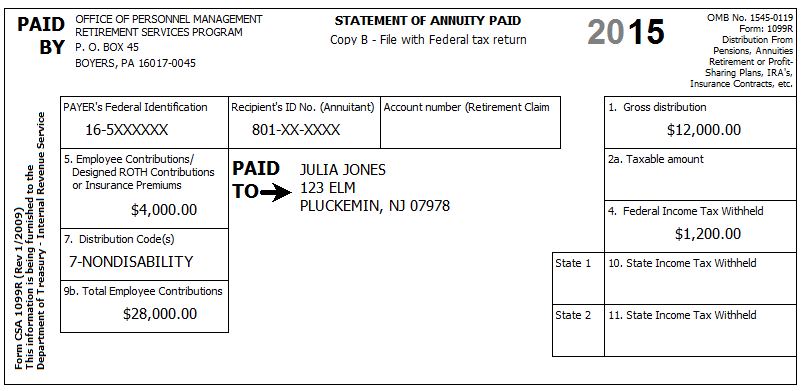 PAID BY
OFFICE OF PERSONNEL MANAGEMENT
RETIREMENT SERVICES PROGRAM
P. O. BOX 45
BOYERS, PA 16017-0045
STATEMENT OF ANNUITY PAID
Copy B - File with Federal tax return
2015
OMB No. 1545-0119
Form: 1099R
Distribution From
Pensions, Annuities
Retirement or Profit-
Sharing Plans, IRA's,
Insurance Contracts, etc.
Form CSA 1099R (Rev 1/2009)
This information is being furnished to the
Department of Treasury - Internal Revenue Service
PAYER's Federal Identification
16-5XXXXXX
Recipient's ID No. (Annuitant)
801-XX-XXXX
Account number (Retirement Claim
1. Gross distribution
$12,000.00
5. Employee Contributions/
Designed ROTH Contributions
or Insurance Premiums
$4,000.00
PAID TO
JULIA JONES
123 ELM
PLUCKEMIN, NJ 07978
2a. Taxable amount
4. Federal Income Tax Withheld
$1,200.00
7. Distribution Code(s)
7-NONDISABILITY
9b. Total Employee Contributions
$28,000.00
State 1
10. State Income Tax Withheld
State 2
11. State Income Tax Withheld